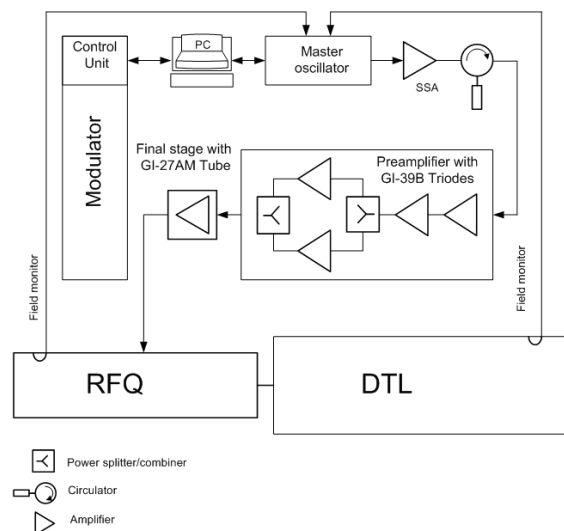 Control
Unit
PC
Master
oscillator
SSA
Modulator
Final stage with
GI-27AM Tube
Preamplifier with
GI-39B Triodes
Field monitor
Field monitor
RFQ
DTL
Power splitter/combiner
Circulator
Amplifier